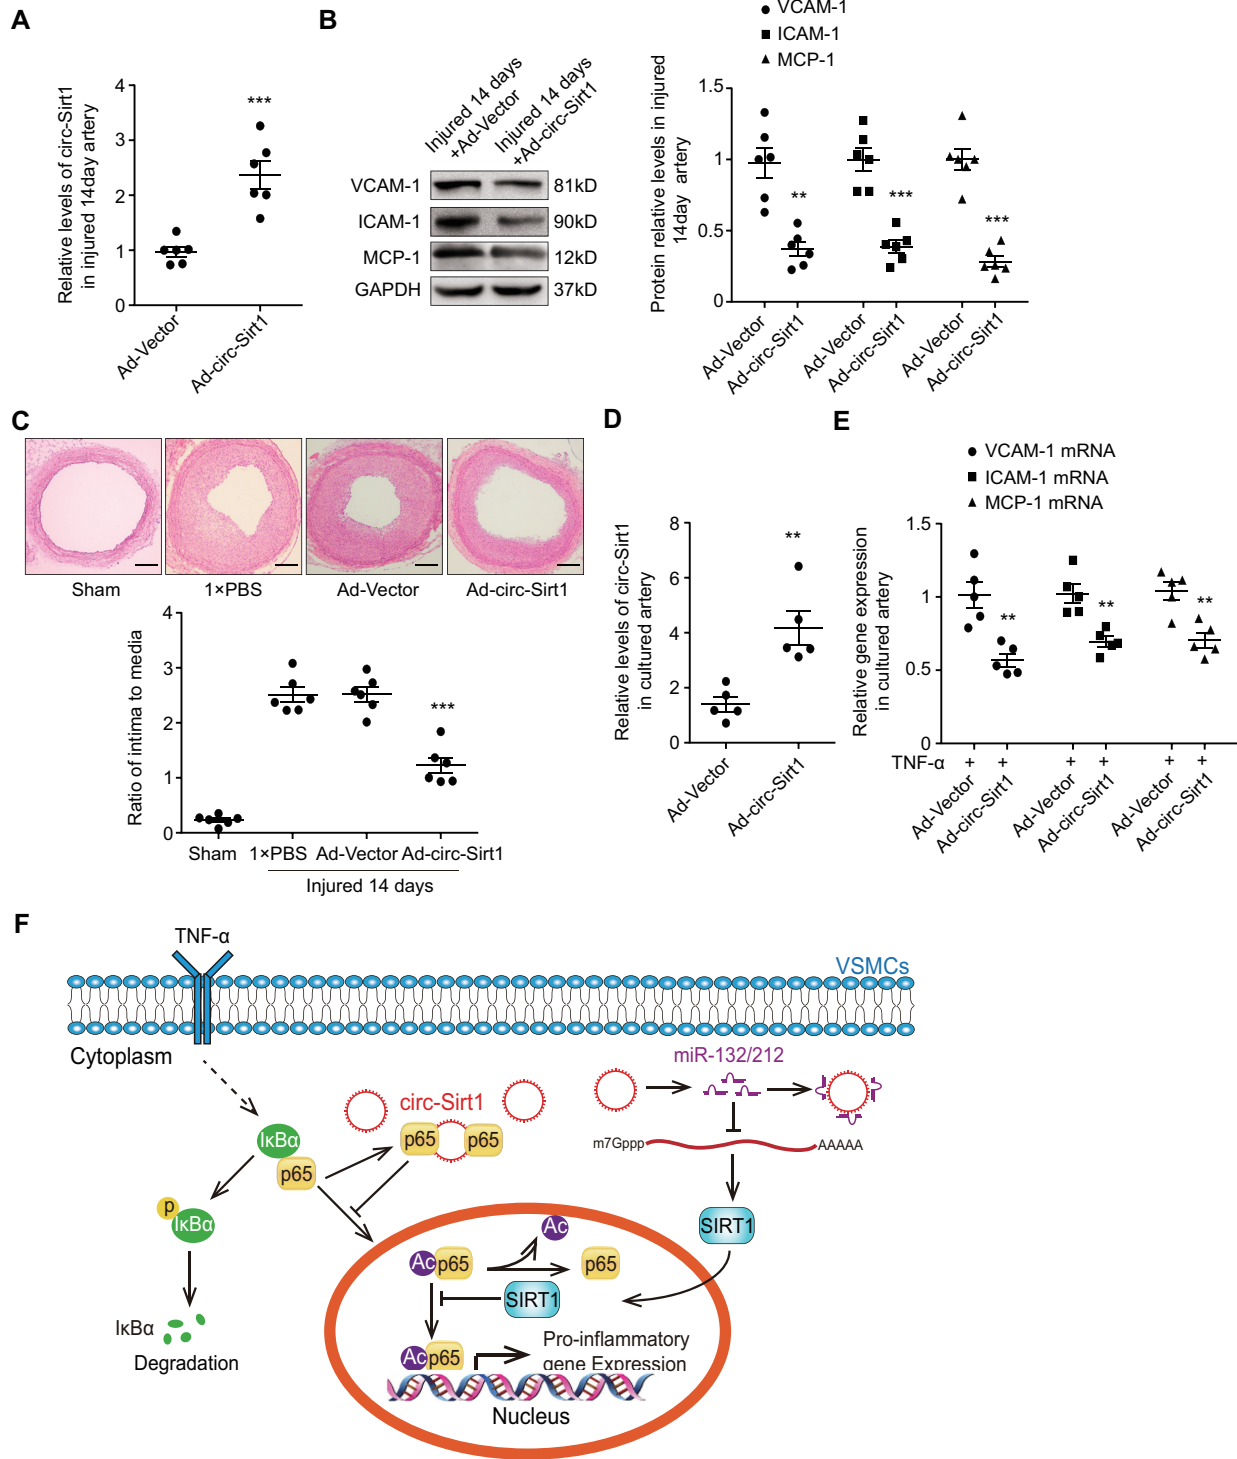 A
Relative levels of circ-Sirt1
in injured 14day artery
4
3
2
1
0
***
Ad-Vector
Ad-circ-Sirt1
B
Injured 14 days
+Ad-Vector
Injured 14 days
+Ad-circ-Sirt1
VCAM-1
81kD
ICAM-1
90kD
MCP-1
12kD
GAPDH
37kD
VCAM-1
ICAM-1
MCP-1
Protein relative levels in injured
14day artery
1.5
1
0.5
0
**
***
***
Ad-Vector
Ad-circ-Sirt1
Ad-Vector
Ad-circ-Sirt1
Ad-Vector
Ad-circ-Sirt1
C
Sham
1×PBS
Ad-Vector
Ad-circ-Sirt1
Ratio of intima to media
4
3
2
1
0
***
Sham
1×PBS
Ad-Vector
Ad-circ-Sirt1
Injured 14 days
D
Relative levels of circ-Sirt1
in cultured artery
8
6
4
2
0
**
Ad-Vector
Ad-circ-Sirt1
E
VCAM-1 mRNA
ICAM-1 mRNA
MCP-1 mRNA
Relative gene expression
in cultured artery
1.5
1
0.5
0
**
**
**
TNF-α + + + + + +
Ad-Vector
Ad-circ-Sirt1
Ad-Vector
Ad-circ-Sirt1
Ad-Vector
Ad-circ-Sirt1
F
TNF-α
VSMCs
Cytoplasm
miR-132/212
circ-Sirt1
IκBα
p65
p65
p65
m7Gppp
AAAAA
p
IκBα
SIRT1
Ac
Ac
p65
p65
SIRT1
IκBα
Degradation
Ac
p65
Pro-inflammatory
gene Expression
Nucleus